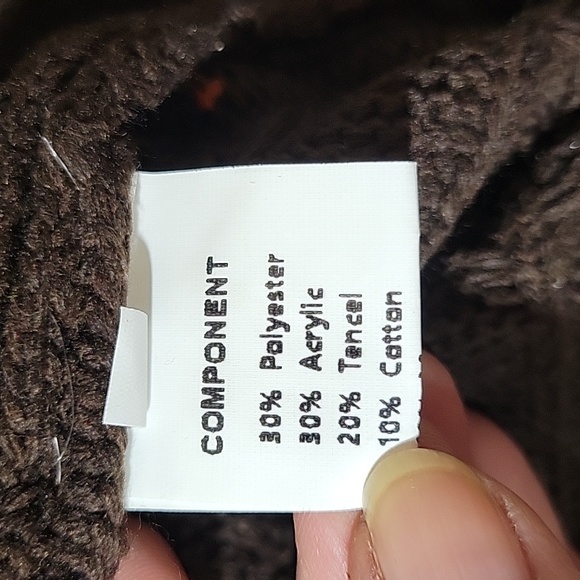 COMPONENT
30% Polyester
30% Acrylic
20% Tencel
10% Cotton